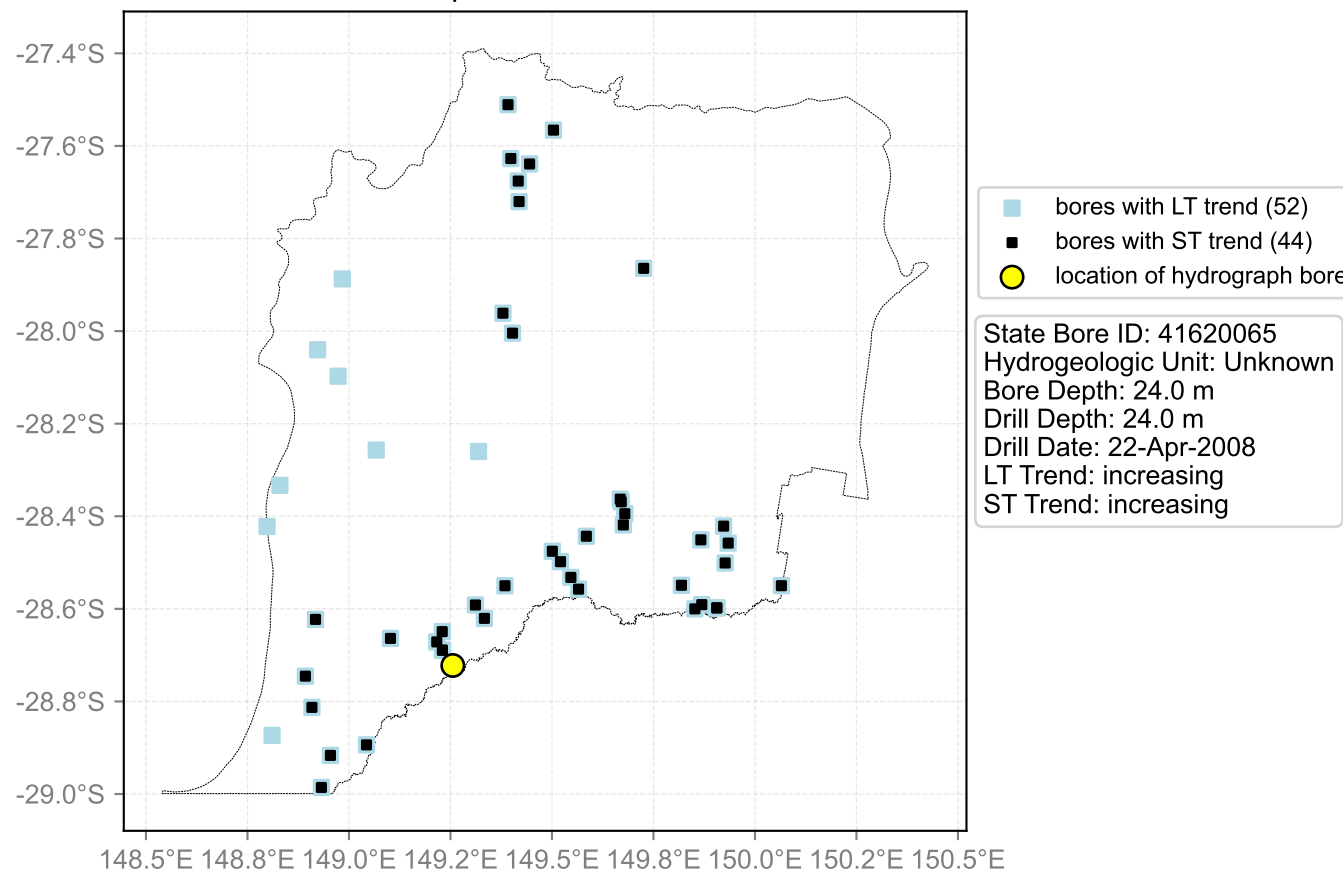 -27.4°S
-27.6°S
-27.8°S
-28.0°S
-28.2°S
-28.4°S
-28.6°S
-28.8°S
-29.0°S
148.5°E 148.8°E 149.0°E 149.2°E 149.5°E 149.8°E 150.0°E 150.2°E 150.5°E
bores with LT trend (52)
bores with ST trend (44)
location of hydrograph bore
State Bore ID: 41620065
Hydrogeologic Unit: Unknown
Bore Depth: 24.0 m
Drill Depth: 24.0 m
Drill Date: 22-Apr-2008
LT Trend: increasing
ST Trend: increasing